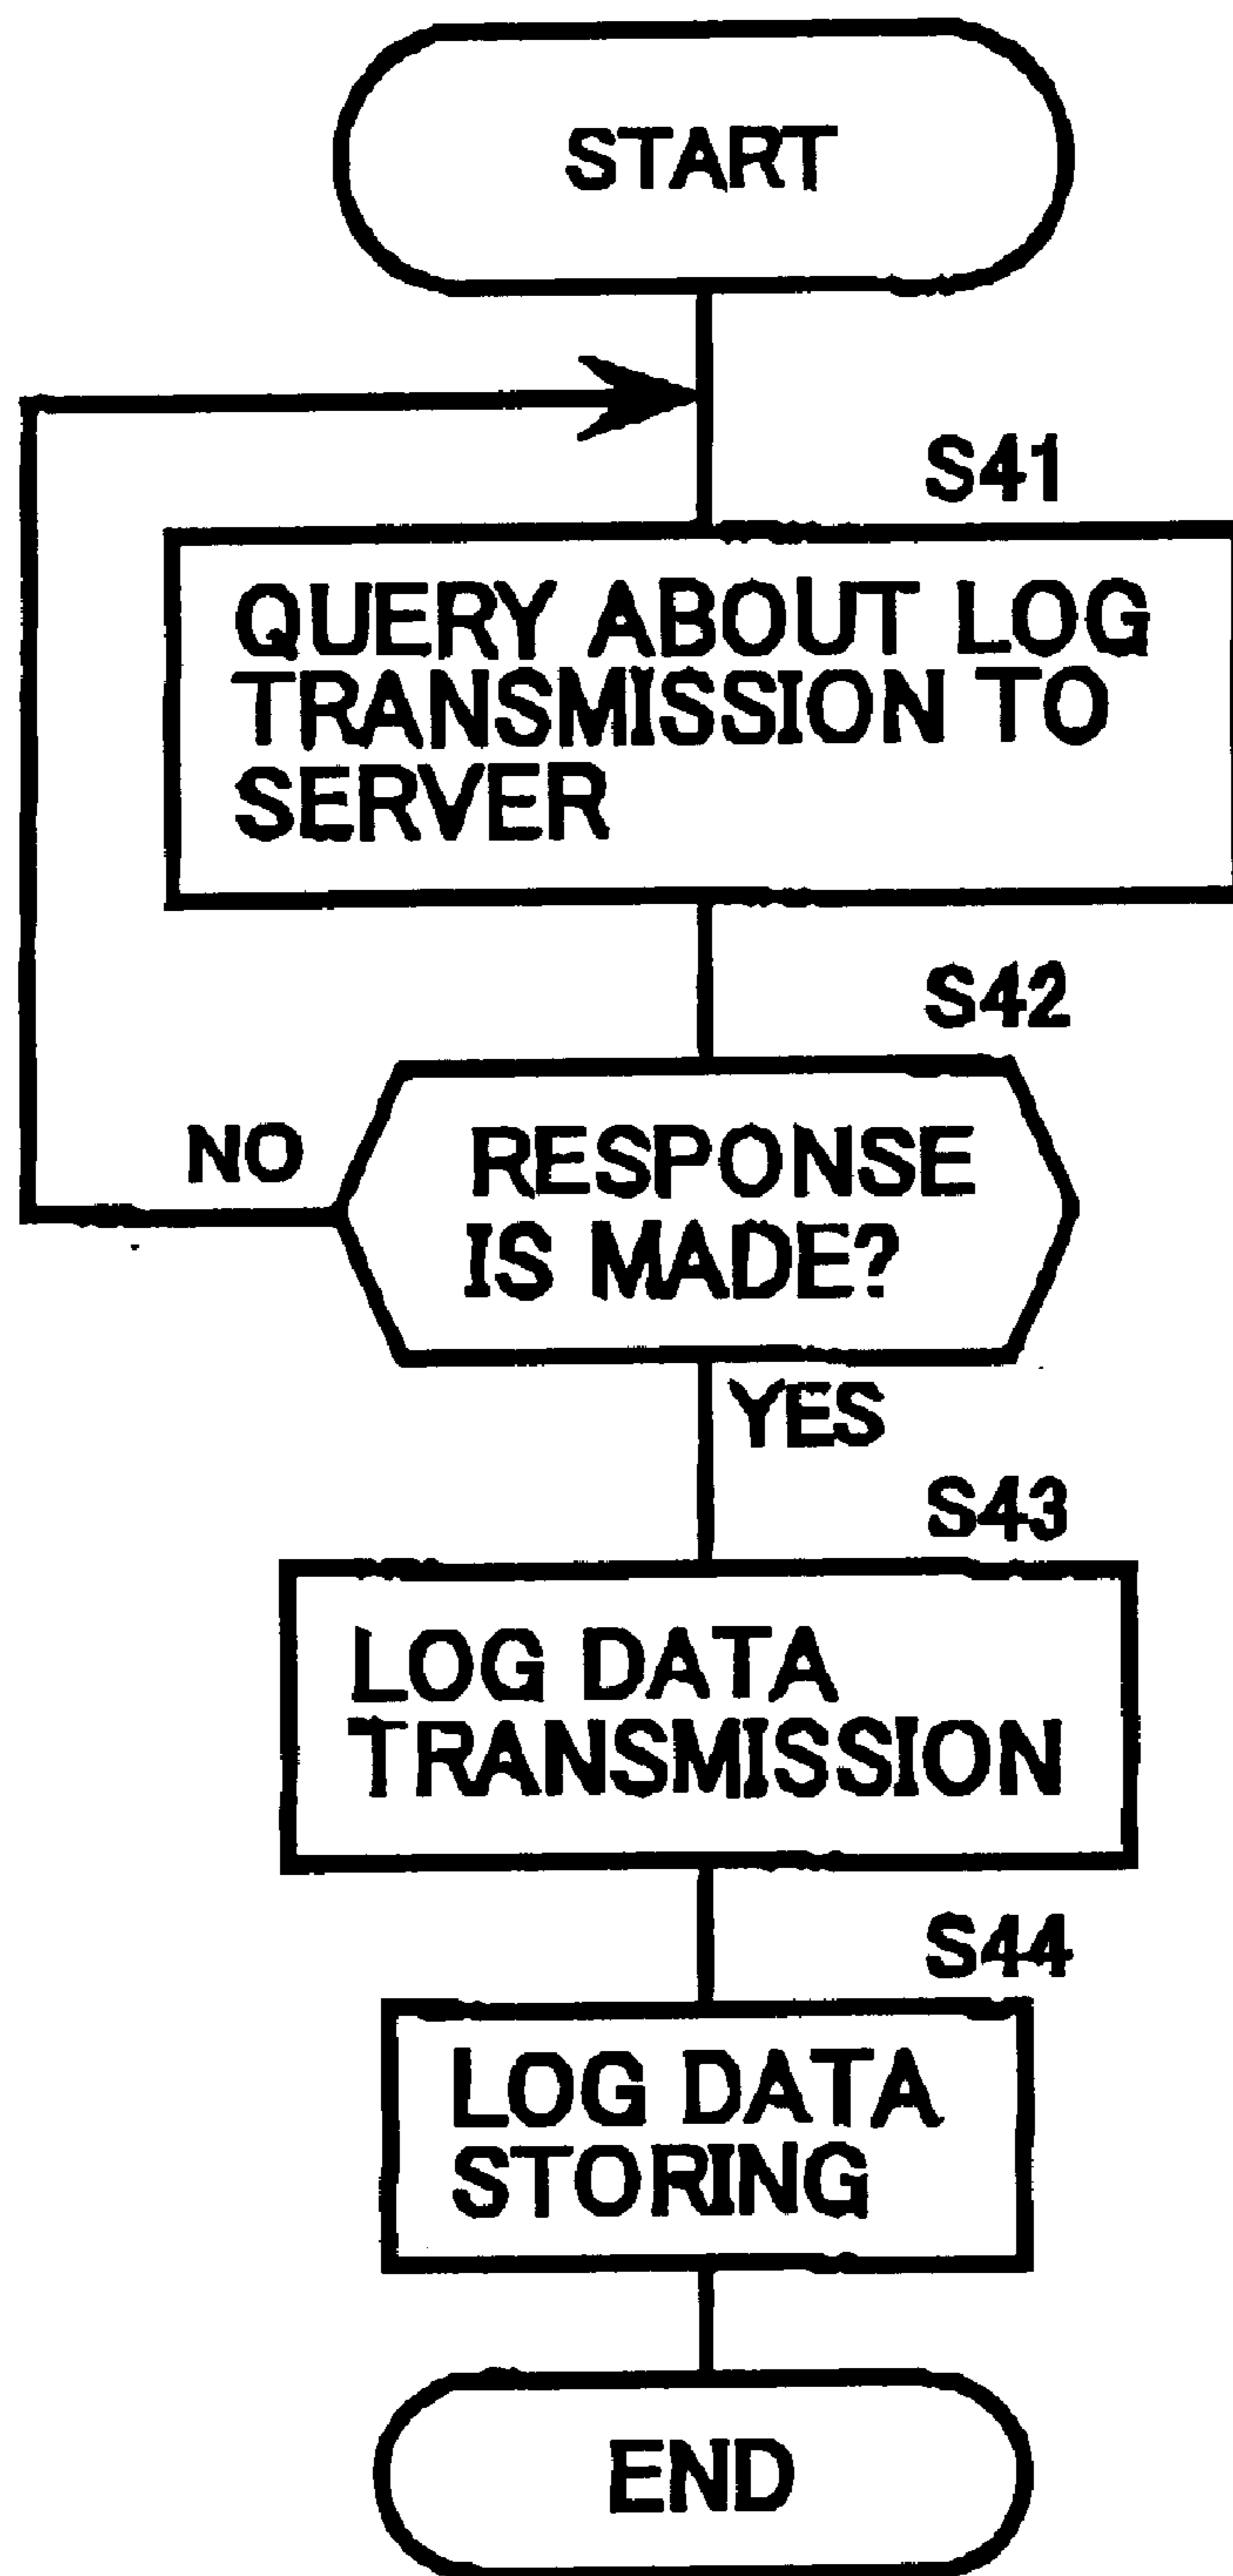 START
S41
QUERY ABOUT LOG
TRANSMISSION TO
SERVER
S42
NO
RESPONSE
IS MADE?
YES
S43
LOG DATA
TRANSMISSION
S44
LOG DATA
STORING
END